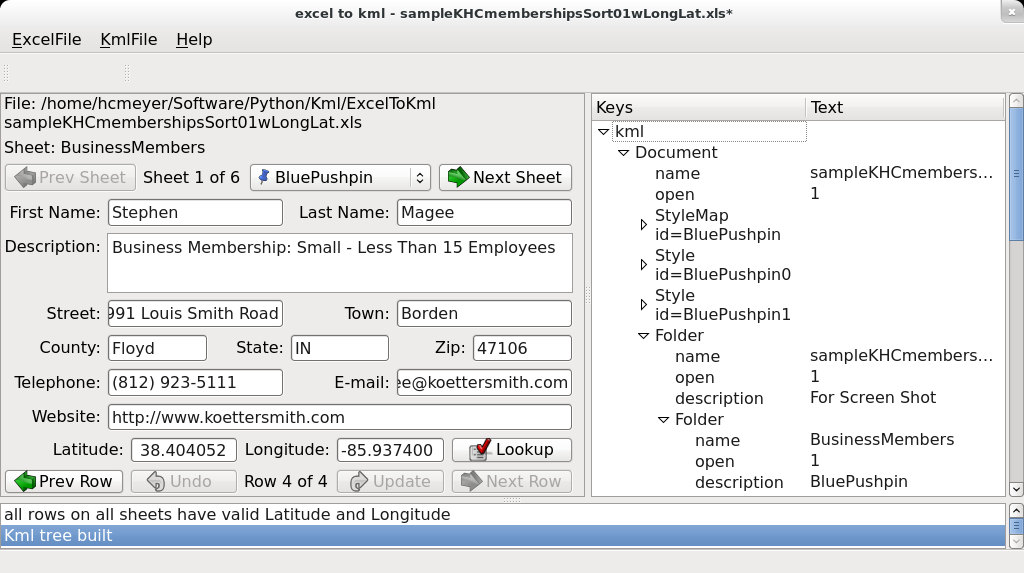 excel to kml - sampleKHCmembershipsSort01wLongLat.xls*
ExcelFile KmlFile Help
File: /home/hcmeyer/Software/Python/Kml/ExcelToKml
sampleKHCmembershipsSort01wLongLat.xls
Sheet: BusinessMembers
Prev Sheet Sheet 1 of 6 BluePushpin Next Sheet
First Name: Stephen Last Name: Magee
Description: Business Membership: Small - Less Than 15 Employees
Street: 991 Louis Smith Road Town: Borden
County: Floyd State: IN Zip: 47106
Telephone: (812) 923-5111 E-mail: ee@koettersmith.com
Website: http://www.koettersmith.com
Latitude: 38.404052 Longitude: -85.937400 Lookup
Prev Row Undo Row 4 of 4 Update Next Row
Keys Text
kml
Document
name sampleKHCmembers...
open 1
StyleMap
id=BluePushpin
Style
id=BluePushpin0
Style
id=BluePushpin1
Folder
name sampleKHCmembers...
open 1
description For Screen Shot
Folder
name BusinessMembers
open 1
description BluePushpin
all rows on all sheets have valid Latitude and Longitude
Kml tree built